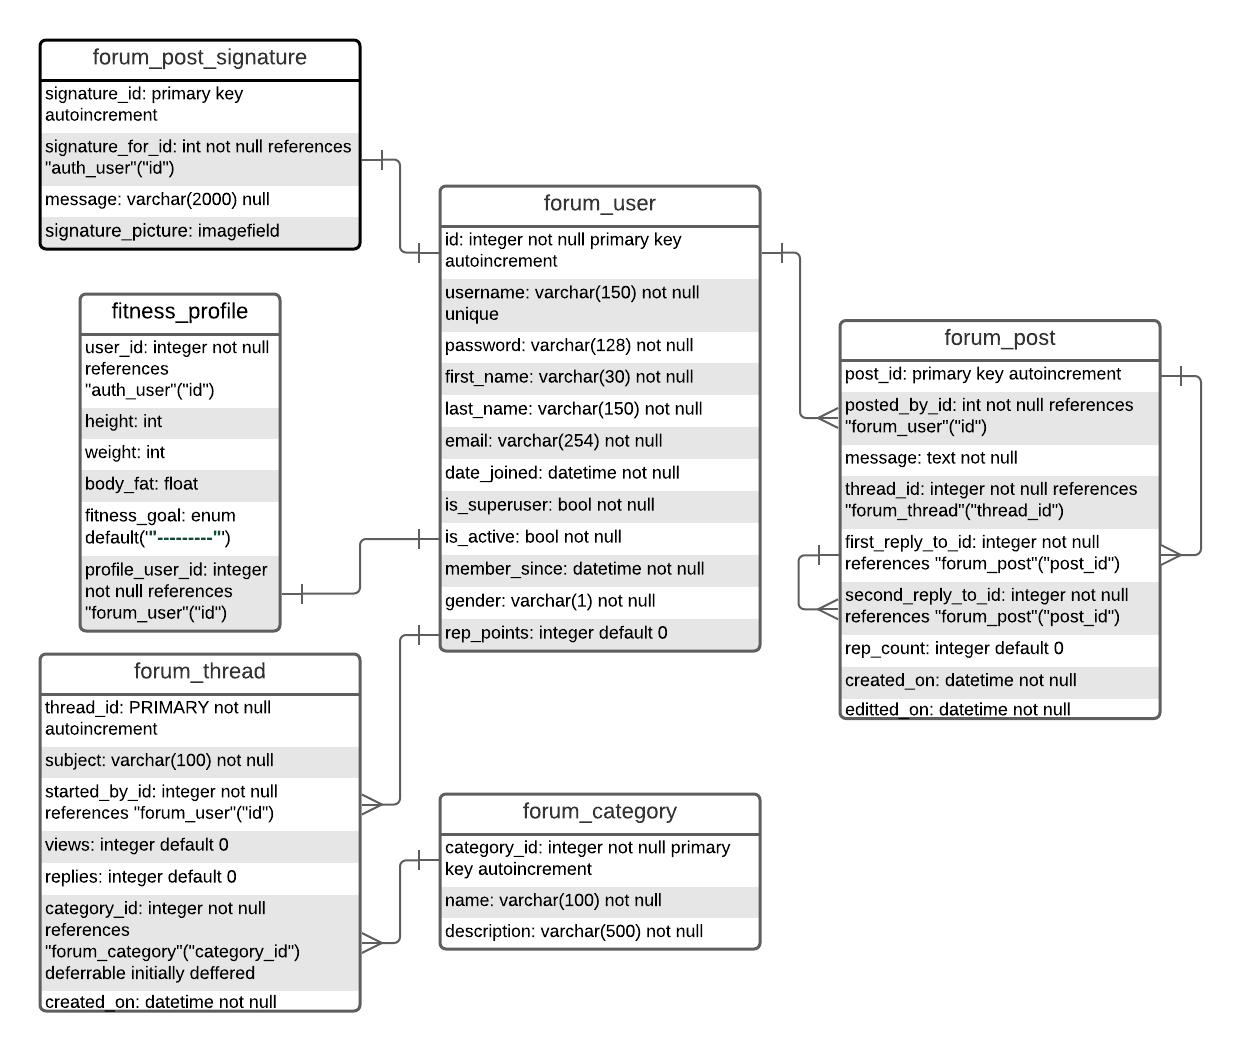 forum_post_signature
signature_id: primary key
autoincrement
signature_for_id: int not null references
"auth_user"("id")
message: varchar(2000) null
signature_picture: imagefield
fitness_profile
user_id: integer not null
references
"auth_user"("id")
height: int
weight: int
body_fat: float
fitness_goal: enum
default('"---------"')
profile_user_id: integer
not null references
"forum_user"("id")
forum_thread
thread_id: PRIMARY not null
autoincrement
subject: varchar(100) not null
started_by_id: integer not null
references "forum_user"("id")
views: integer default 0
replies: integer default 0
category_id: integer not null
references
"forum_category"("category_id")
deferrable initially deffered
created_on: datetime not null
forum_user
id: integer not null primary key
autoincrement
username: varchar(150) not null
unique
password: varchar(128) not null
first_name: varchar(30) not null
last_name: varchar(150) not null
email: varchar(254) not null
date_joined: datetime not null
is_superuser: bool not null
is_active: bool not null
member_since: datetime not null
gender: varchar(1) not null
rep_points: integer default 0
forum_category
category_id: integer not null primary
key autoincrement
name: varchar(100) not null
description: varchar(500) not null
forum_post
post_id: primary key autoincrement
posted_by_id: int not null references
"forum_user"("id")
message: text not null
thread_id: integer not null references
"forum_thread"("thread_id")
first_reply_to_id: integer not null
references "forum_post"("post_id")
second_reply_to_id: integer not null
references "forum_post"("post_id")
rep_count: integer default 0
created_on: datetime not null
editted_on: datetime not null